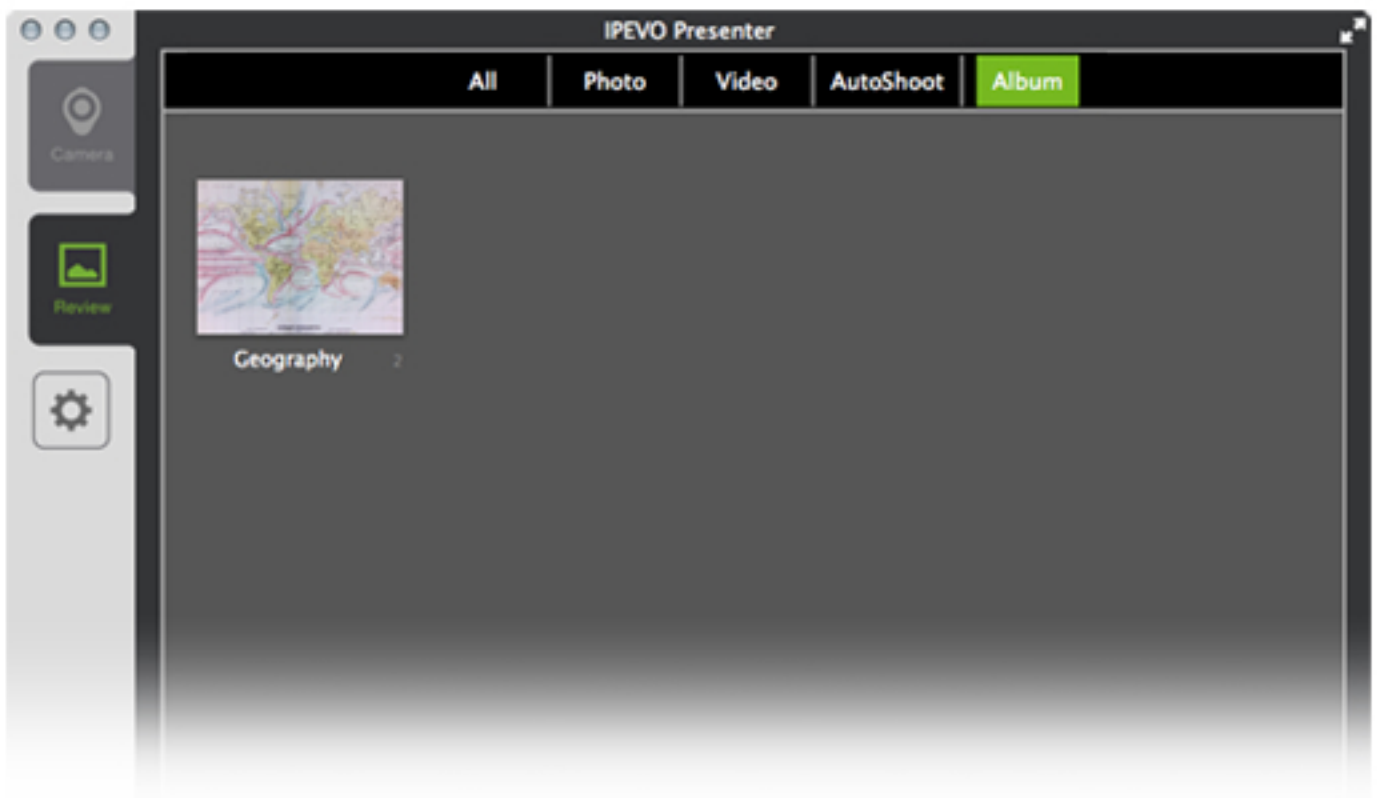 IPEVO Presenter
All
Photo
Video
AutoShoot
Album
Camera
Review
Geography 2